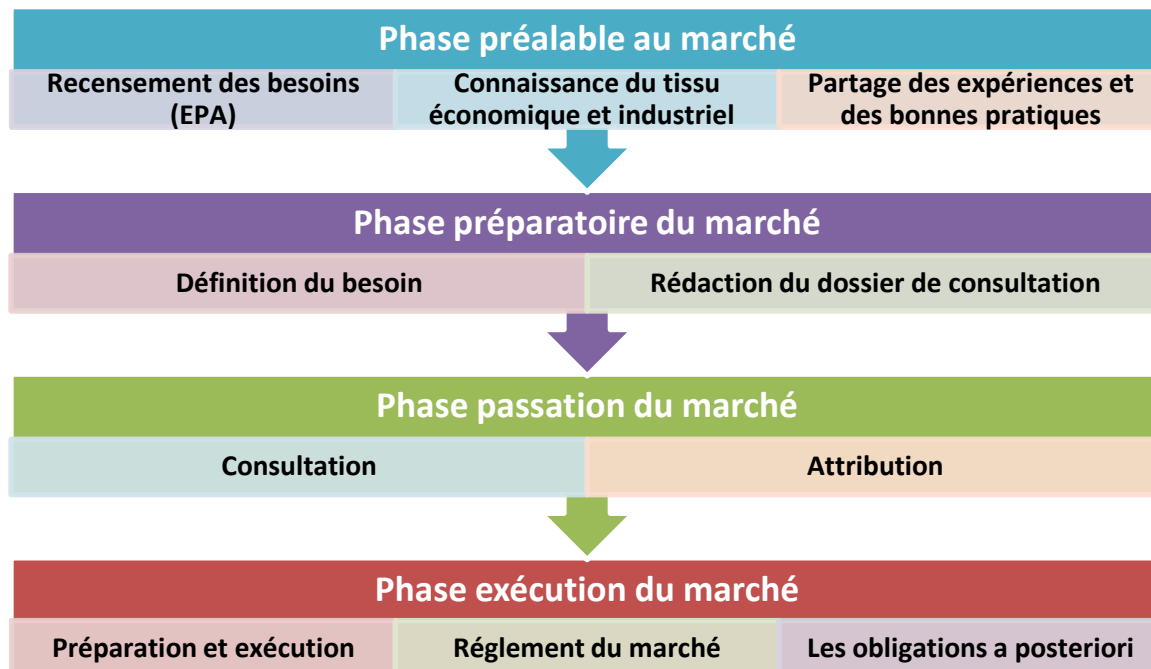 Phase préalable au marché
Recensement des besoins
(EPA)
Connaissance du tissu
économique et industriel
Partage des expériences et
des bonnes pratiques
Phase préparatoire du marché
Définition du besoin
Rédaction du dossier de consultation
Phase passation du marché
Consultation
Attribution
Phase exécution du marché
Préparation et exécution
Réglement du marché
Les obligations a posteriori